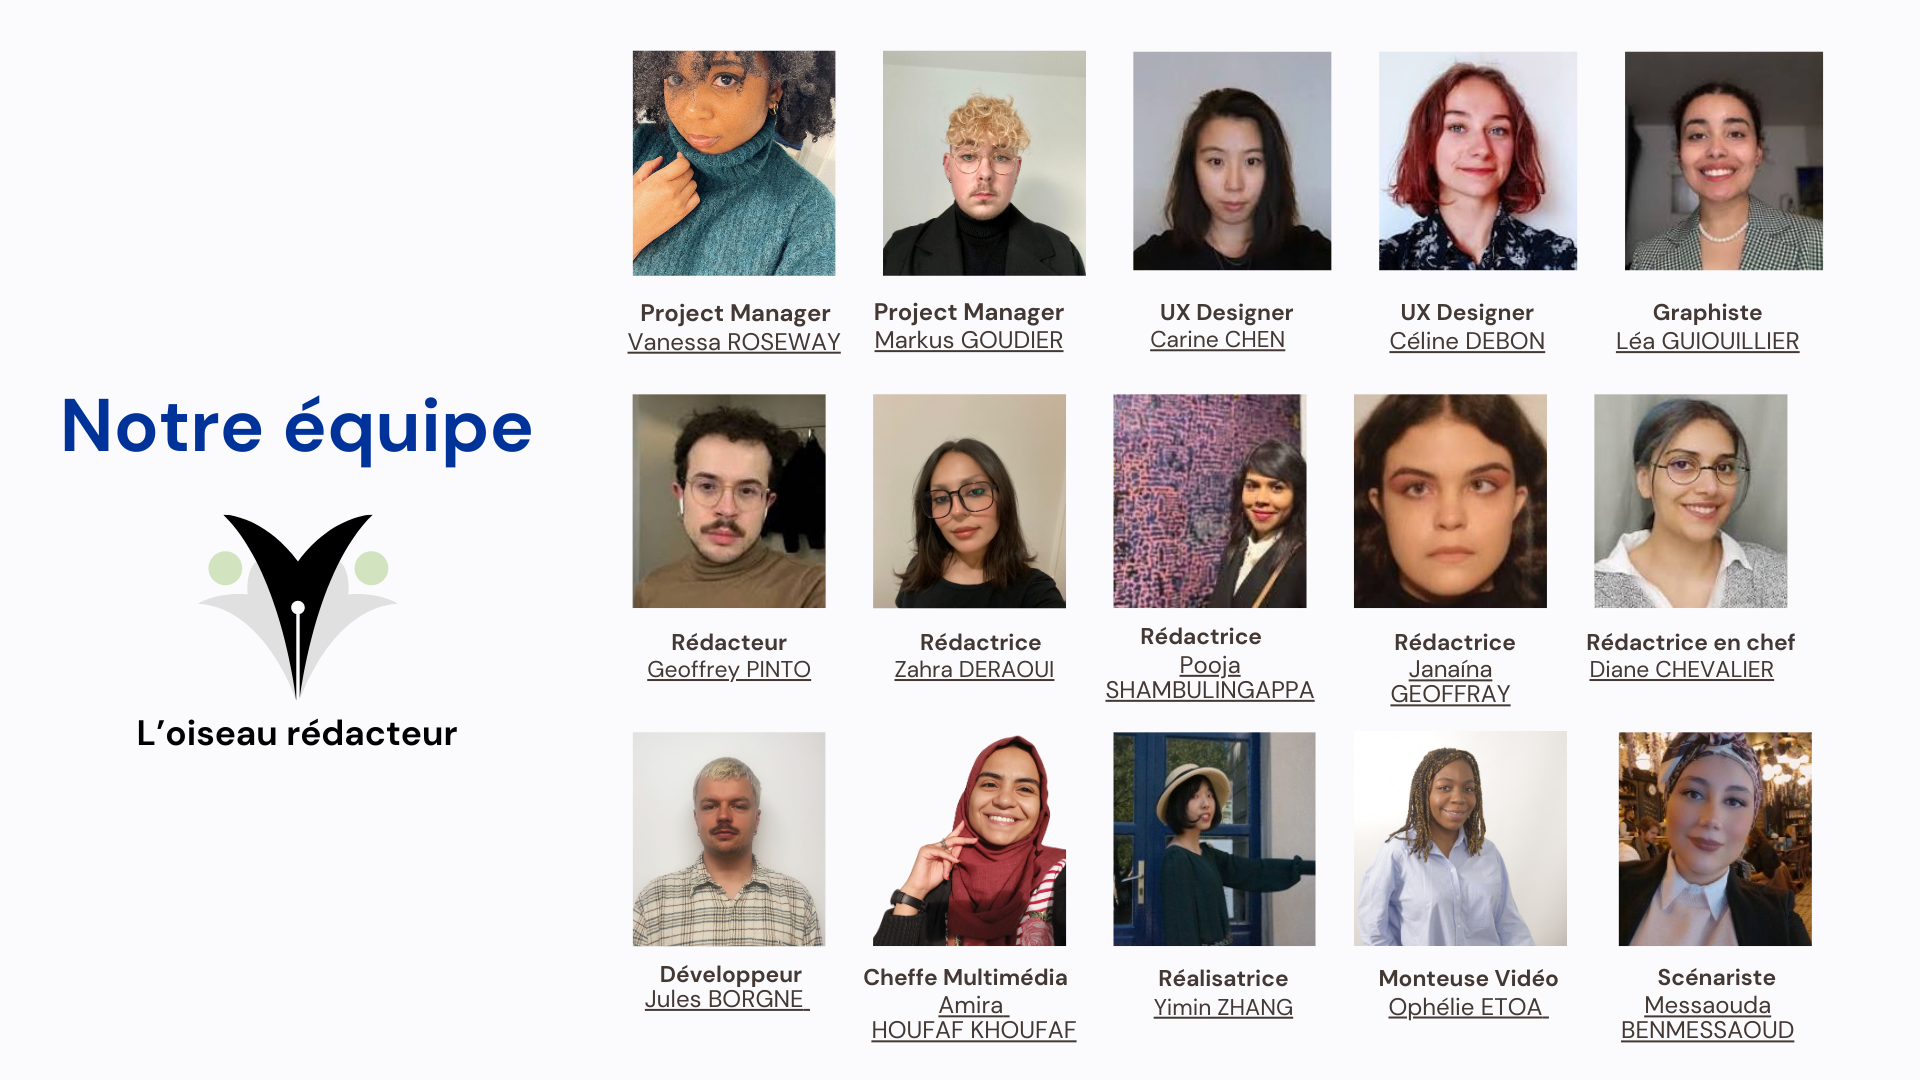 Notre équipe
L’oiseau rédacteur
Project Manager
Vanessa ROSEWAY
Project Manager
Markus GOUDIER
UX Designer
Carine CHEN
UX Designer
Céline DEBON
Graphiste
Léa GUIOUILLIER
Rédacteur
Geoffrey PINTO
Rédactrice
Zahra DERAOUI
Rédactrice
Pooja
SHAMBULINGAPPA
Rédactrice
Janaína
GEOFFRAY
Rédactrice en chef
Diane CHEVALIER
Développeur
Jules BORGNE
Cheffe Multimédia
Amira
HOUFAF KHOUFAF
Réalisatrice
Yimin ZHANG
Monteuse Vidéo
Ophélie ETOA
Scénariste
Messaouda
BENMESSAOUD